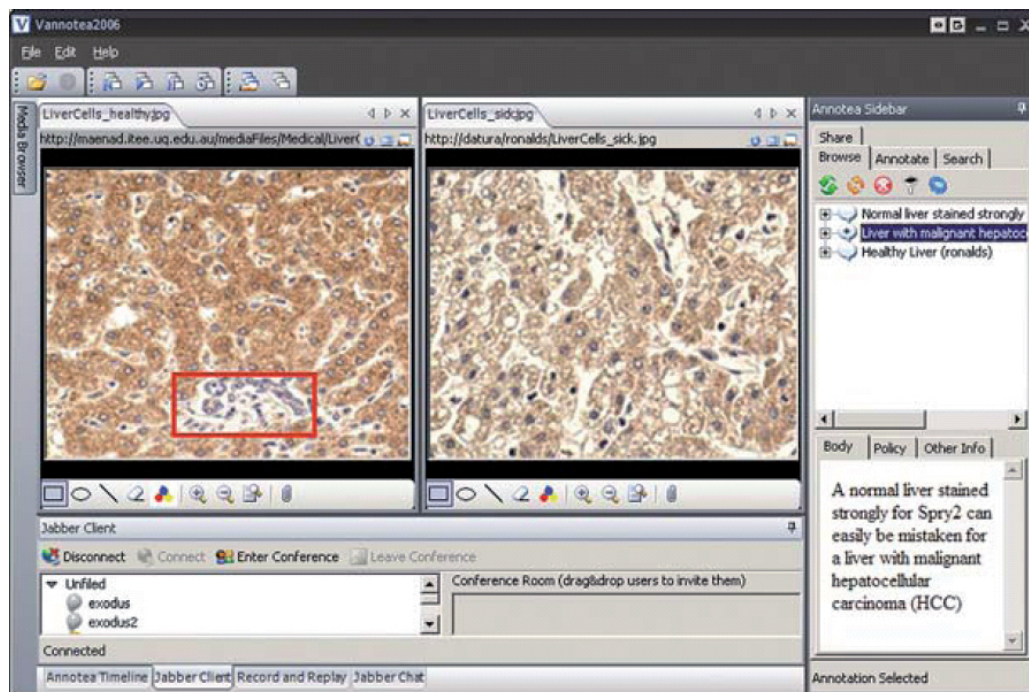 Vannotea2006
File Edit Help
Media Browser
LiverCells_healthy.jpg
http://maenad.itee.uq.edu.au/mediaFiles/Medical/Liver
LiverCells_sick.jpg
http://datura/ronalds/LiverCells_sick.jpg
Annotea Sidebar
Share
Browse Annotate Search
Normal liver stained strongly
Liver with malignant hepatoc
Healthy Liver (ronalds)
Body Policy Other Info
A normal liver stained
strongly for Spry2 can
easily be mistaken for
a liver with malignant
hepatocellular
carcinoma (HCC)
Jabber Client
Disconnect Connect Enter Conference Leave Conference
Unfiled
exodus
exodus2
Conference Room (drag&drop users to invite them)
Connected
Annotea Timeline Jabber Client Record and Replay Jabber Chat
Annotation Selected